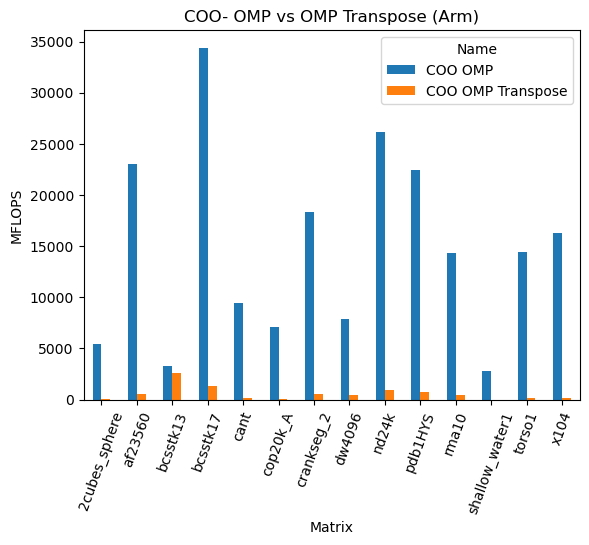 COO- OMP vs OMP Transpose (Arm)
Name
COO OMP
COO OMP Transpose
MFLOPS
35000
30000
25000
20000
15000
10000
5000
0
2cubes_sphere
af23560
bcsstk13
bcsstk17
cant
cop20k_A
crankseg_2
dw4096
nd24k
pdb1HYS
rma10
shallow_water1
torso1
x104
Matrix